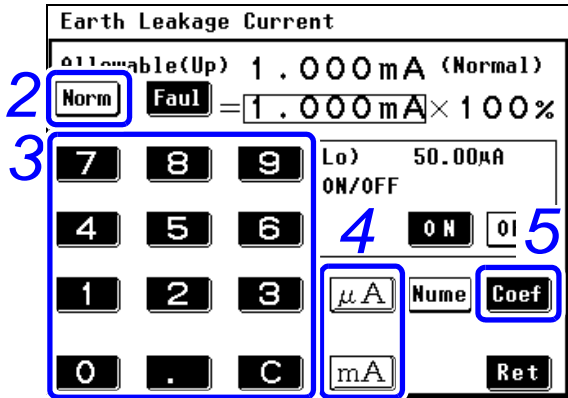 Earth Leakage Current
Allowable(Up) 1.000mA (Normal)
2 Norm Faul =1.000mA×100%
3 7 8 9 Lo) 50.00μA
ON/OFF
4 5 6 4 ON 5
1 2 3 μA Nume Coef
0 . C mA Ret